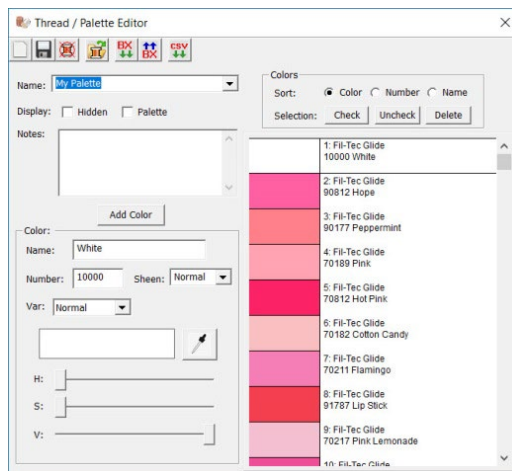 Thread / Palette Editor
BX
BX
CSV
Name: My Palette
Display: Hidden Palette
Notes:
Add Color
Color:
Name: White
Number: 10000 Sheen: Normal
Var: Normal
H:
S:
V:
Colors
Sort: Color Number Name
Selection: Check Uncheck Delete
1: Fil-Tec Glide
10000 White
2: Fil-Tec Glide
90812 Hope
3: Fil-Tec Glide
90177 Peppermint
4: Fil-Tec Glide
70189 Pink
5: Fil-Tec Glide
70812 Hot Pink
6: Fil-Tec Glide
70182 Cotton Candy
7: Fil-Tec Glide
70211 Flamingo
8: Fil-Tec Glide
91787 Lip Stick
9: Fil-Tec Glide
70217 Pink Lemonade
10: Fil-Tec Glide